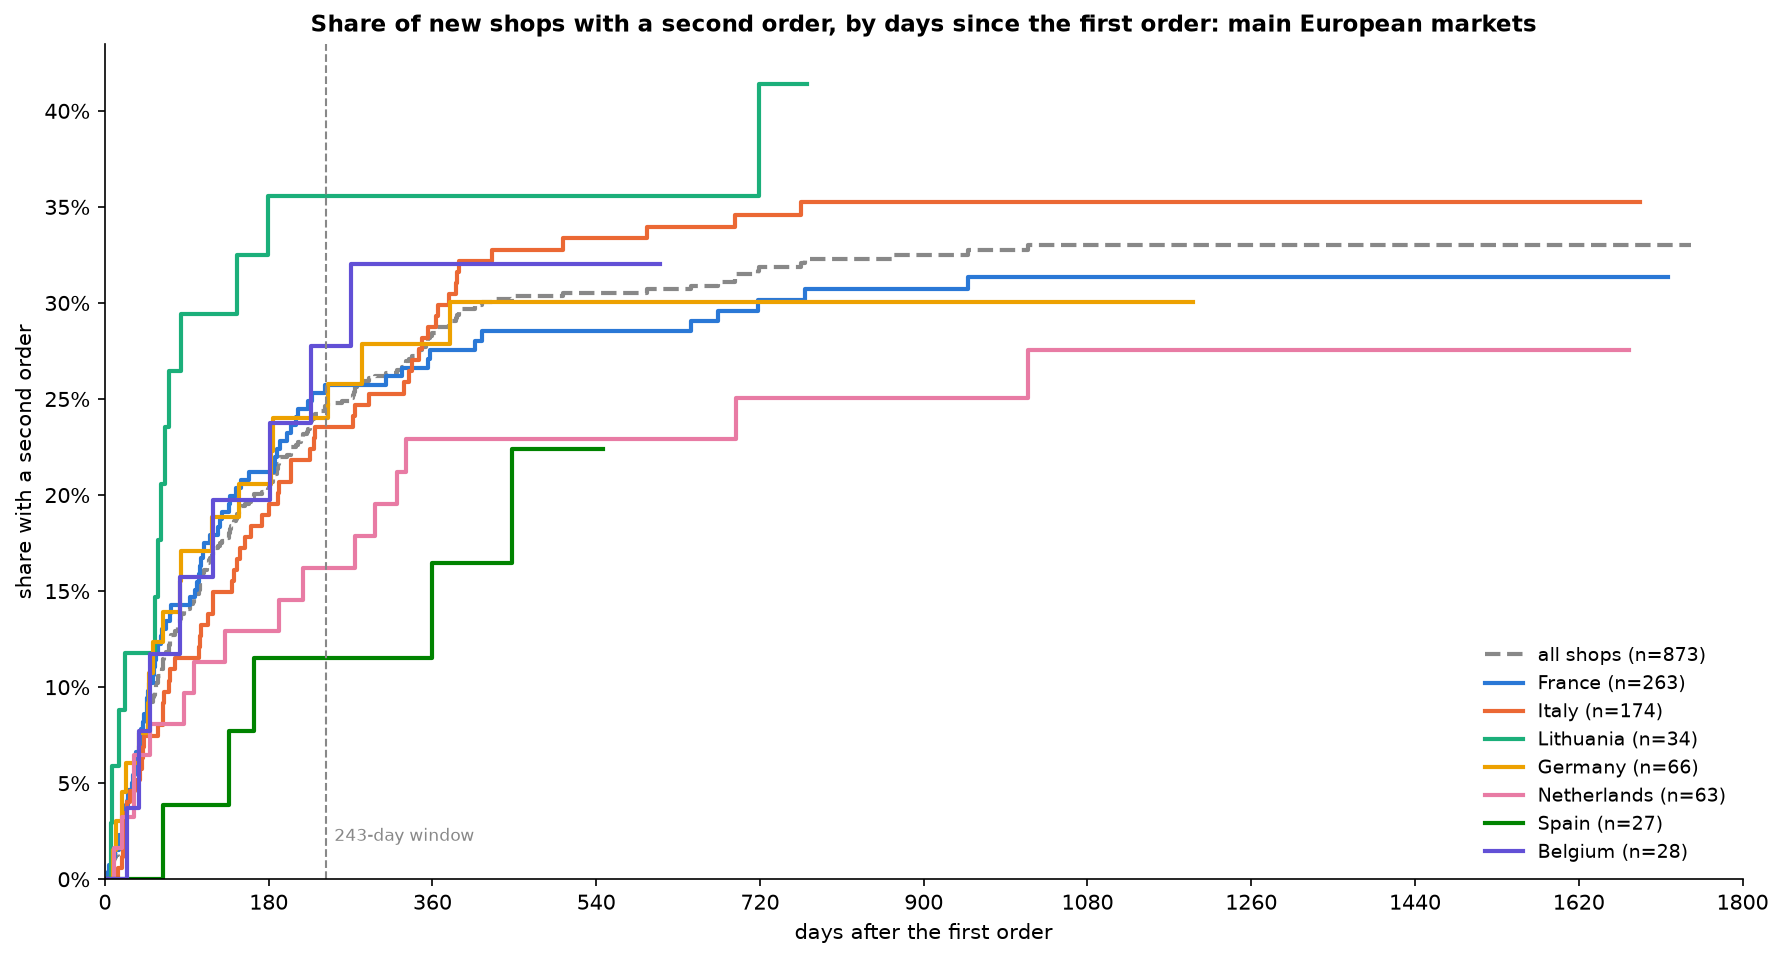 Share of new shops with a second order, by days since the first order: main European markets
share with a second order
40%
35%
30%
25%
20%
15%
10%
5%
0%
243-day window
all shops (n=873)
France (n=263)
Italy (n=174)
Lithuania (n=34)
Germany (n=66)
Netherlands (n=63)
Spain (n=27)
Belgium (n=28)
0 180 360 540 720 900 1080 1260 1440 1620 1800
days after the first order